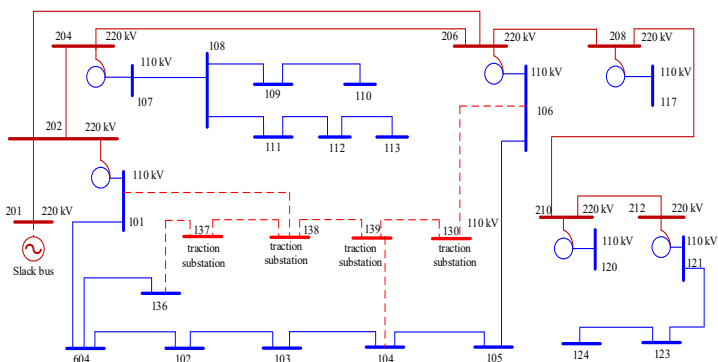 204
220 kV
206
220 kV
208
220 kV
108
110 kV
107
109
110
110 kV
106
110 kV
117
202
220 kV
111
112
113
110 kV
101
201
220 kV
Slack bus
137
traction
substation
138
traction
substation
139
traction
substation
130
110 kV
traction
substation
210
220 kV
212
220 kV
110 kV
120
110 kV
121
136
604
102
103
104
105
124
123